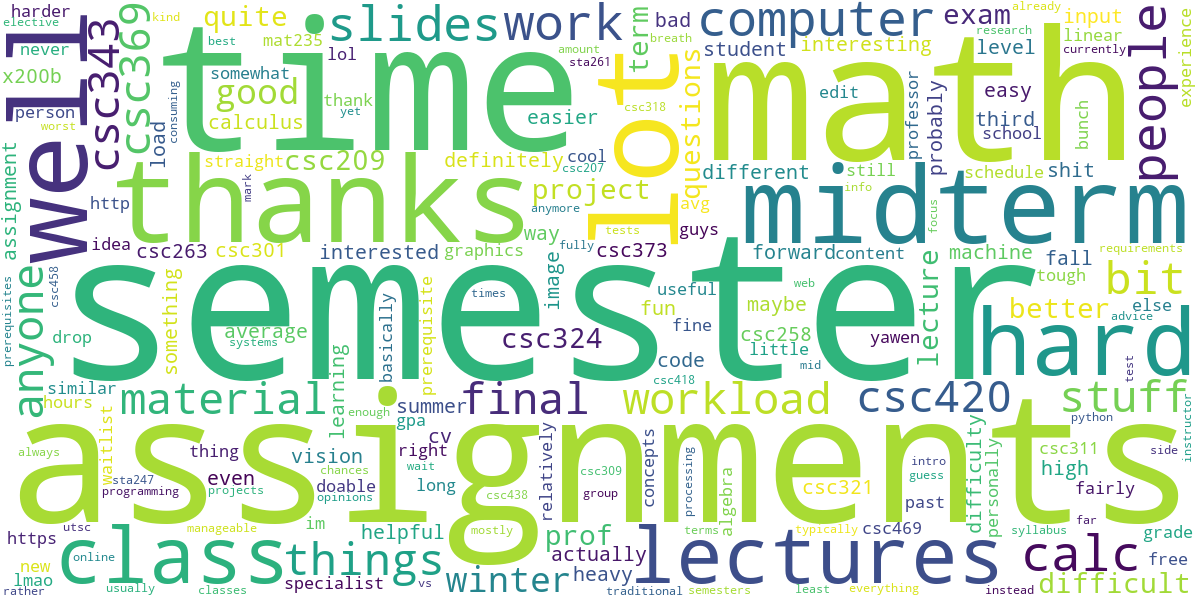 harder
kind
elective
never
bad
best
mat235
quite
slides
work
term
amount
breath
computer
exam
already
input
research
linear
currently
level
student
interesting
experience
people
well
csc343
csc369
time
lot
math
x200b
person
worst
somewhat
lol
sta261
good
thank
yet
calculus
easier
csc318
questions
edit
professor
probably
easy
third
school
bunch
load
consuming
straight
csc209
definitely
cool
csc207
different
still
schedule
shit
assignment
http
mark
thanks
project
anymore
avg
info
midterm
focus
idea
csc263
csc301
interested
graphics
way
fully
guys
csc373
forward
content
machine
fall
requirements
tough
bit
prerequisites
csc458
anyone
something
semester
times
image
useful
web
maybe
lecture
better
else
advice
drop
average
systems
basically
prerequisite
csc324
fun
fine
csc258
code
little
yawen
mid
hard
test
similar
hours
material
learning
enough
summer
final
csc418
workload
csc420
stuff
python
instructor
waitlist
gpa
cv
right
relatively
concepts
difficulty
personally
csc311
side
always
thing
vision
chances
wait
assignments
processing
algebra
intro
guess
high
even
doable
long
csc309
sta247
programming
projects
opinions
csc438
group
csc321
past
fairly
utsc
im
mostly
terms
typically
csc469
syllabus
far
grade
https
manageable
helpful
prof
actually
lectures
calc
free
new
lmao
online
class
things
specialist
vs
winter
heavy
difficult
rather
usually
classes
traditional
semesters
least
everything
instead